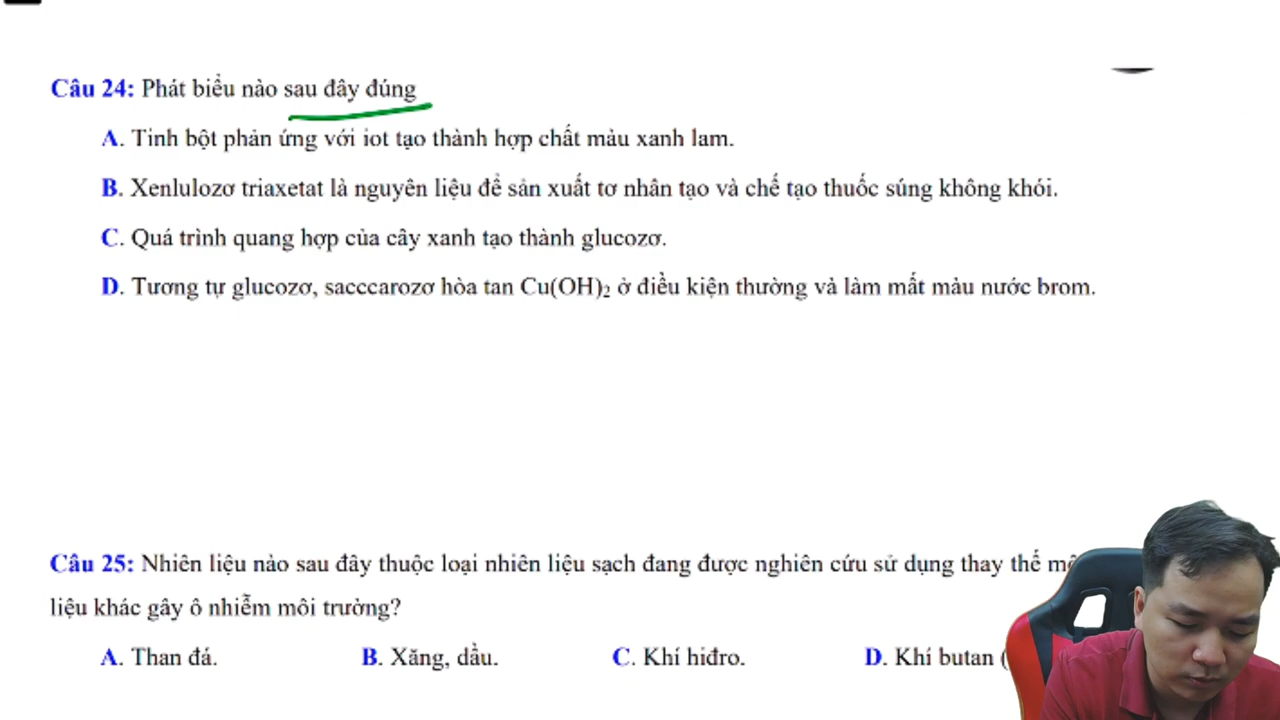 Câu 24: Phát biểu nào sau đây đúng
A. Tinh bột phản ứng với iot tạo thành hợp chất màu xanh lam.
B. Xenlulozơ triaxetat là nguyên liệu để sản xuất tơ nhân tạo và chế tạo thuốc súng không khói.
C. Quá trình quang hợp của cây xanh tạo thành glucozơ.
D. Tương tự glucozơ, sacccarozơ hòa tan Cu(OH)₂ ở điều kiện thường và làm mất màu nước brom.
Câu 25: Nhiên liệu nào sau đây thuộc loại nhiên liệu sạch đang được nghiên cứu sử dụng thay thế
liệu khác gây ô nhiễm môi trường?
A. Than đá. B. Xăng, dầu. C. Khí hiđro. D. Khí butan (